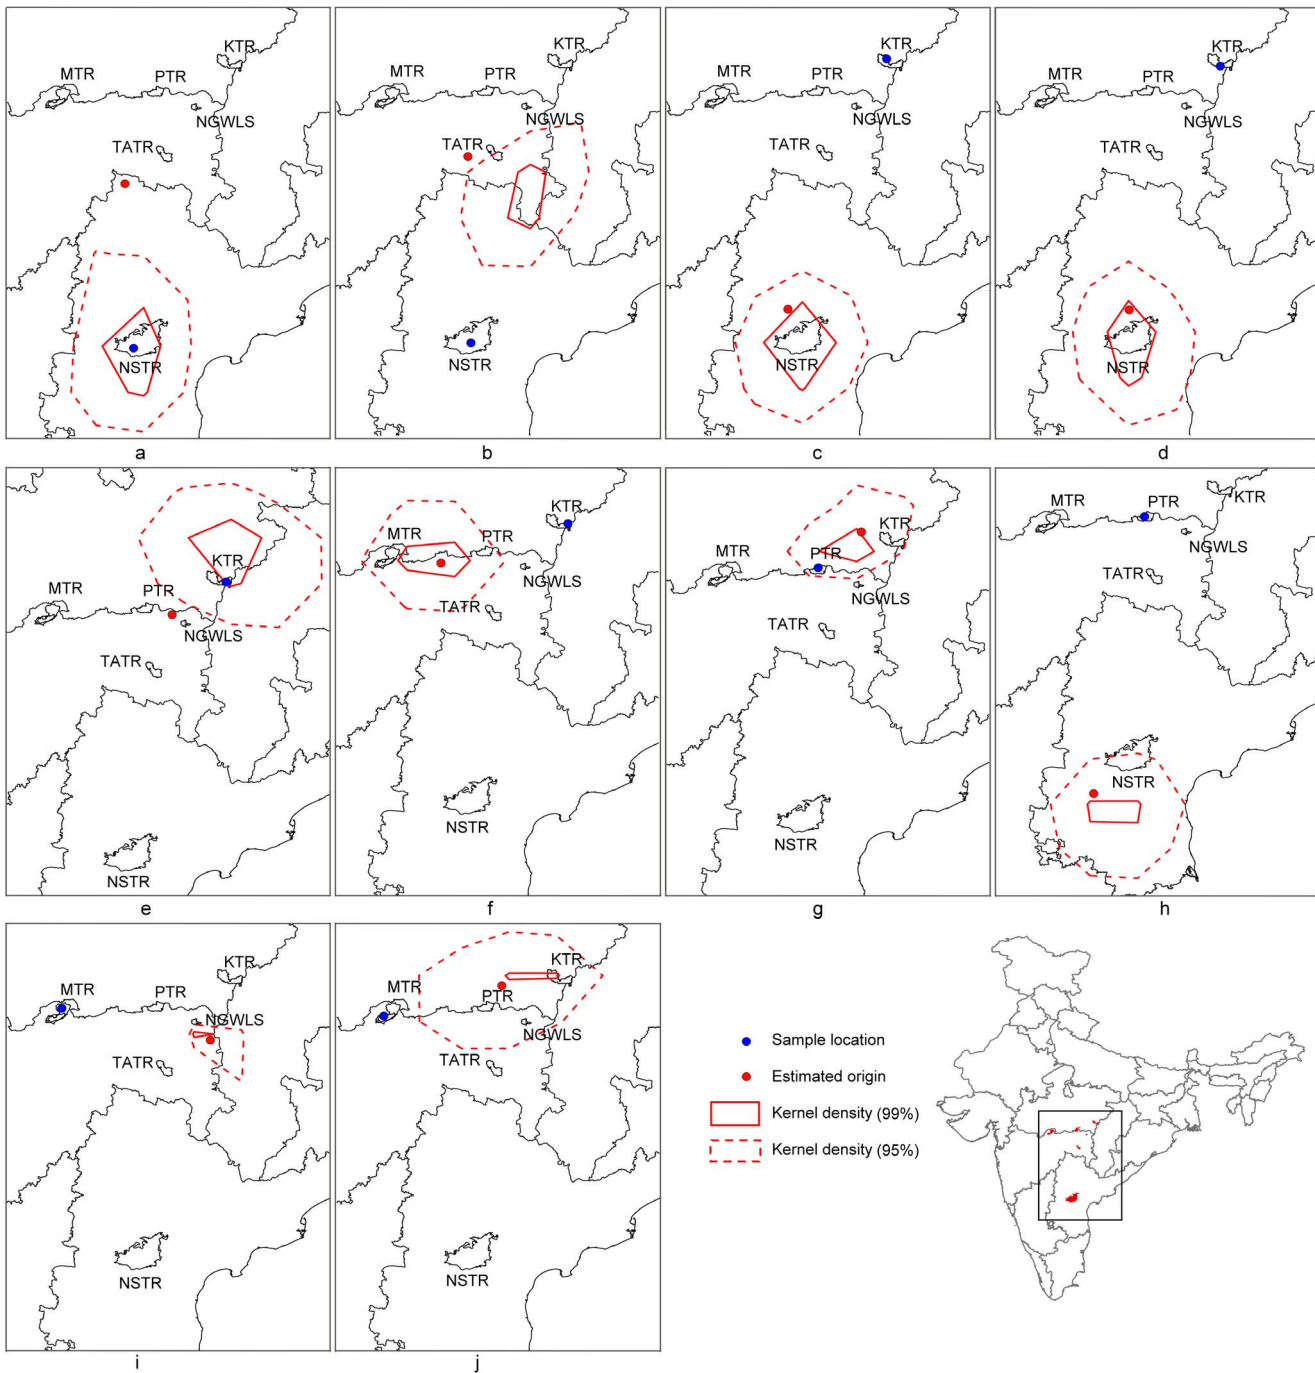 KTR
MTR
PTR
NGWLS
TATR
NSTR
a
KTR
MTR
PTR
NGWLS
TATR
NSTR
b
KTR
MTR
PTR
NGWLS
TATR
NSTR
c
KTR
MTR
PTR
NGWLS
TATR
NSTR
d
KTR
MTR
PTR
NGWLS
TATR
NSTR
e
KTR
MTR
PTR
NGWLS
TATR
NSTR
f
KTR
PTR
MTR
NGWLS
TATR
NSTR
g
KTR
MTR
PTR
NGWLS
TATR
NSTR
h
KTR
MTR
PTR
NGWLS
TATR
NSTR
i
KTR
MTR
PTR
NGWLS
TATR
NSTR
j
Sample location
Estimated origin
Kernel density (99%)
Kernel density (95%)